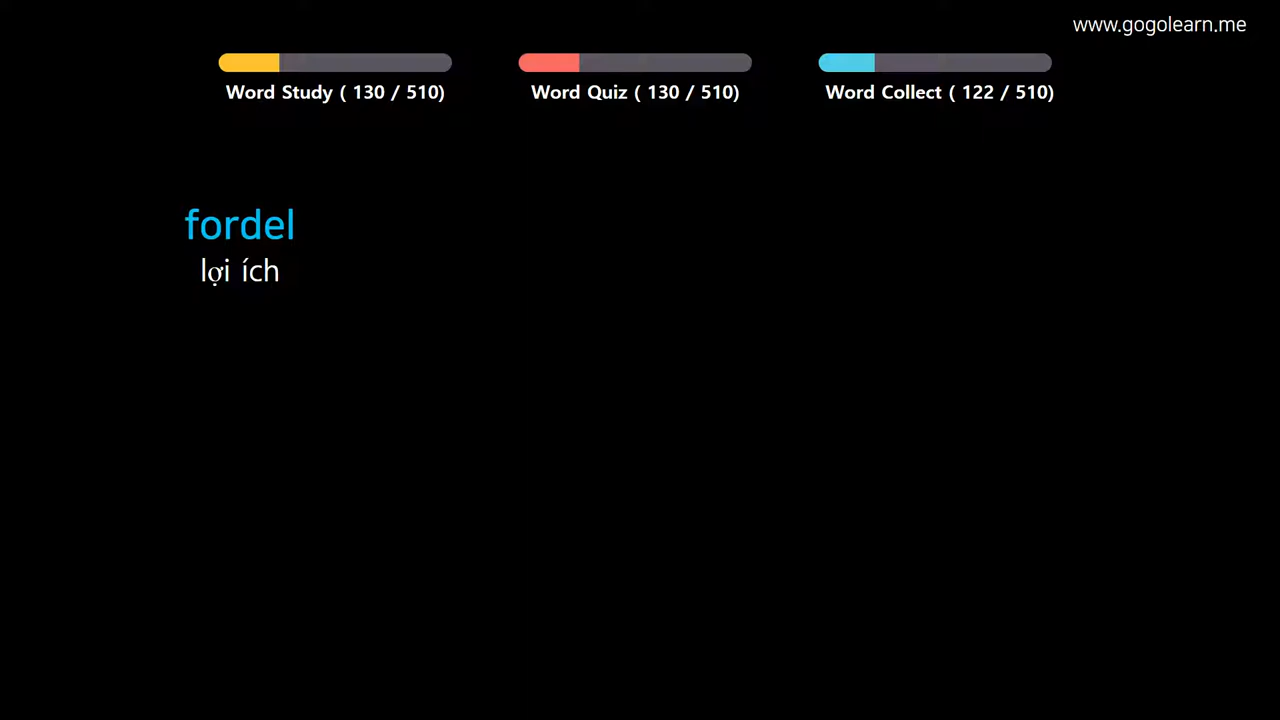 www.gogolearn.me
Word Study ( 130 / 510)
Word Quiz ( 130 / 510)
Word Collect ( 122 / 510)
fordel
lợi ích